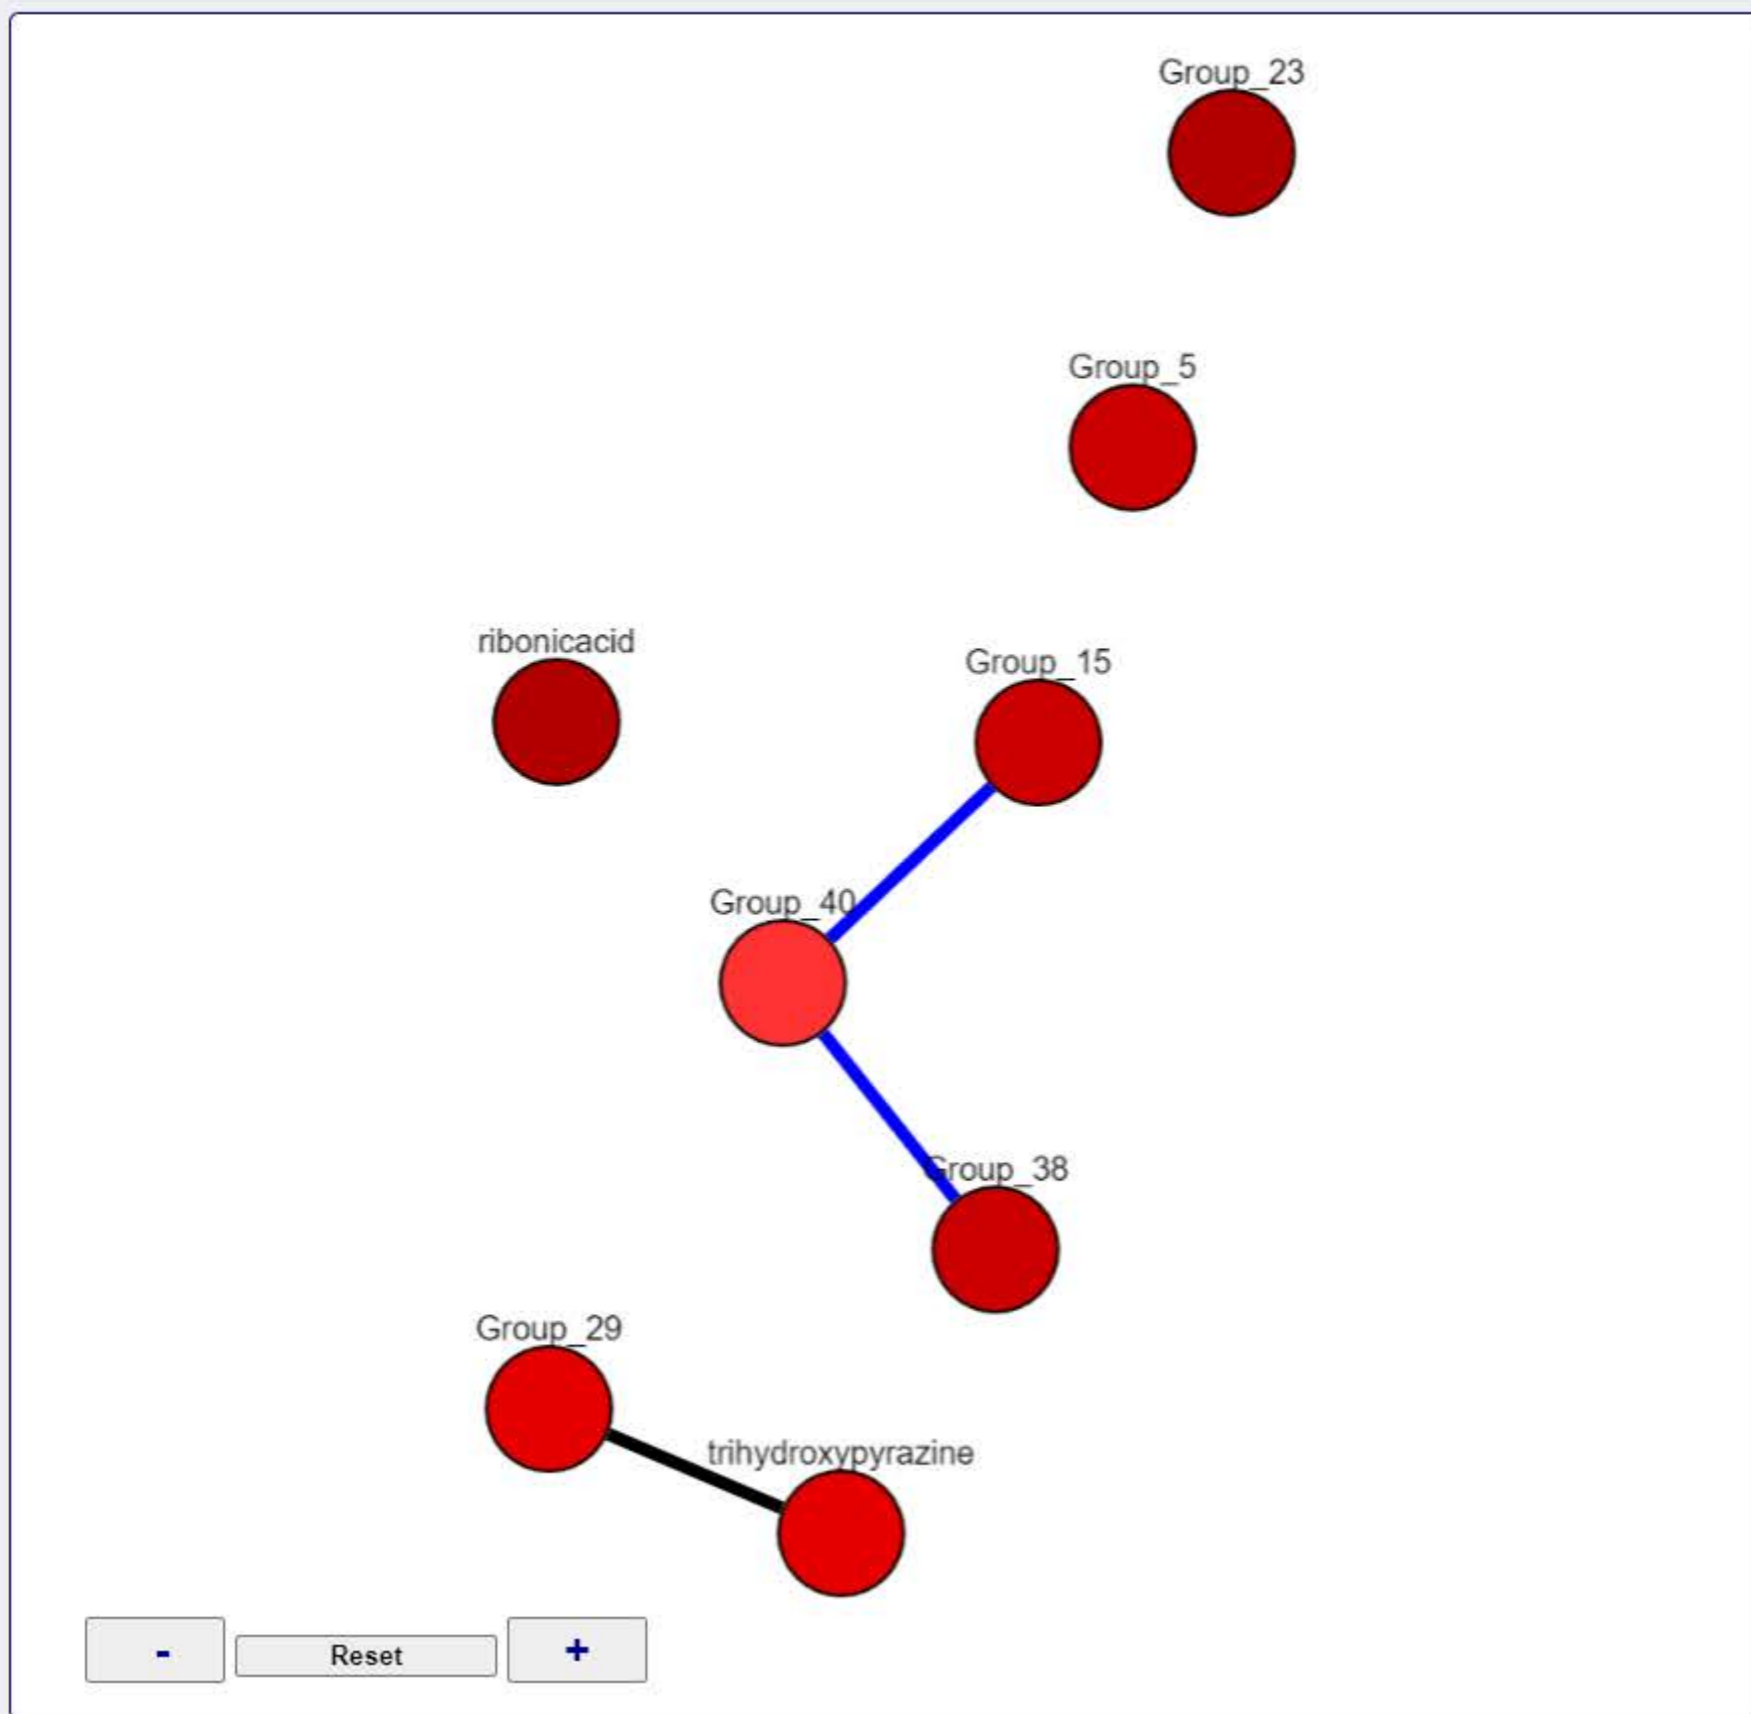 Group_23
Group_5
ribonicacid
Group_15
Group_40
Group_38
Group_29
trihydroxypyrazine
- Reset +